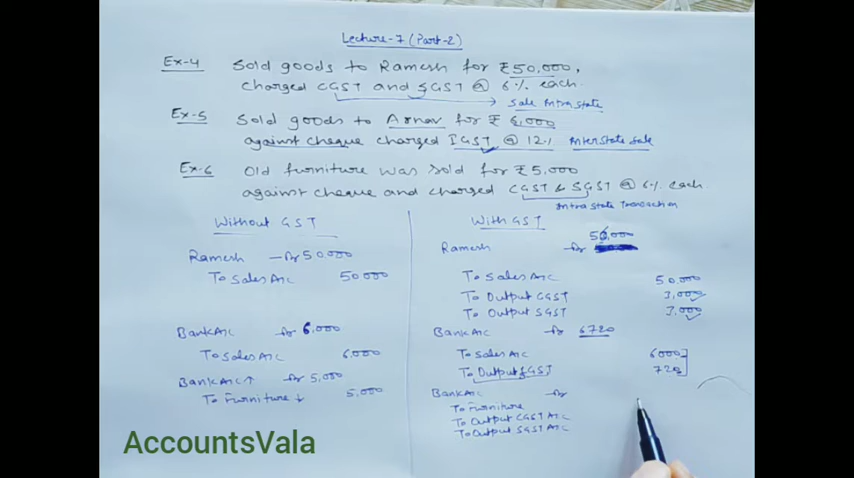 Lecture-7 (Part-2)
Ex-4 Sold goods to Ramesh for ₹50,000,
charged CGST and SGST @ 6% each.
Sale Intra state
Ex-5 Sold goods to Arnav for ₹ 6,000
against cheque charged IGST @ 12% Interstate Sale
Ex-6 Old furniture was sold for ₹5,000
against cheque and charged CGST & SGST @ 6% each.
Intra state Transaction
Without GST
Ramesh — Dr 50,000
To Sales A/c 50,000
Bank A/c Dr 6,000
To Sales A/c 6,000
Bank A/c ↑ Dr 5,000
To Furniture ↓ 5,000
With GST
Ramesh Dr
To Sales A/c 50,000
To Output CGST 3,000
To Output SGST 3,000
Bank A/c Dr 6720
To Sales A/c 6000
To Output IGST 720
Bank A/c Dr
To Furniture
To Output CGST A/c
To Output SGST A/c
AccountsVala